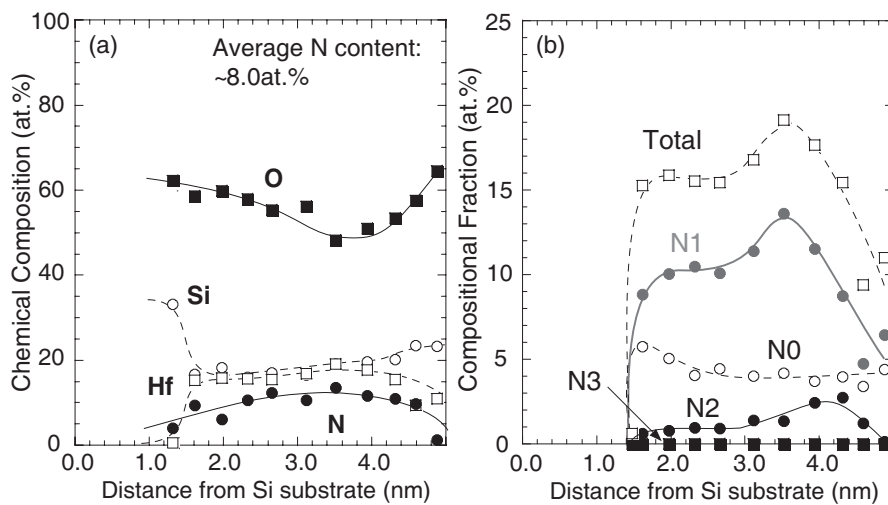 (a)
Average N content:
~8.0at.%
O
Si
Hf
N
100
80
60
40
20
0
0.0 1.0 2.0 3.0 4.0 5.0
Chemical Composition (at.%)
Distance from Si substrate (nm)
(b)
Total
N1
N0
N3
N2
25
20
15
10
5
0
0.0 1.0 2.0 3.0 4.0
Compositional Fraction (at.%)
Distance from Si substrate (nm)